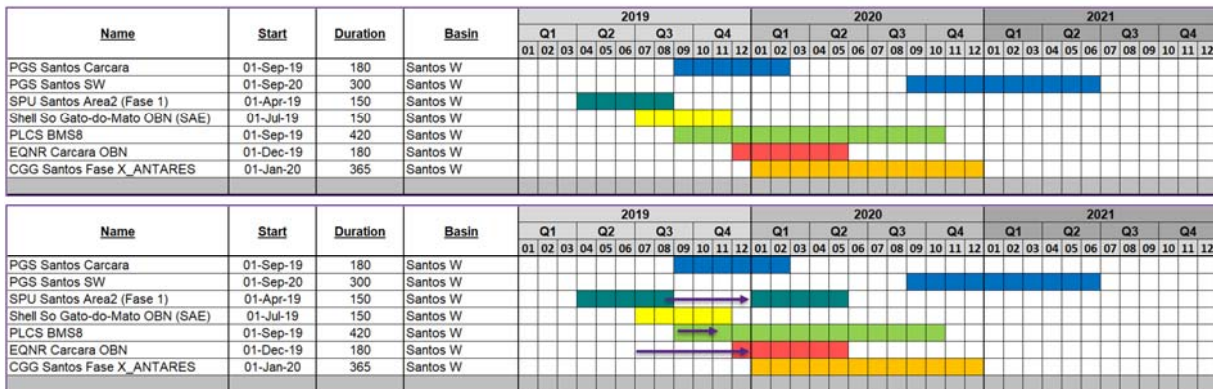 2019 2020 2021
Name Start Duration Basin Q1 Q2 Q3 Q4 Q1 Q2 Q3 Q4 Q1 Q2 Q3 Q4
01 02 03 04 05 06 07 08 09 10 11 12 01 02 03 04 05 06 07 08 09 10 11 12 01 02 03 04 05 06 07 08 09 10 11 12
PGS Santos Carcara 01-Sep-19 180 Santos W
PGS Santos SW 01-Sep-20 300 Santos W
SPU Santos Area2 (Fase 1) 01-Apr-19 150 Santos W
Shell So Gato-do-Mato OBN (SAE) 01-Jul-19 150 Santos W
PLCS BMS8 01-Sep-19 420 Santos W
EQNR Carcara OBN 01-Dec-19 180 Santos W
CGG Santos Fase X_ANTARES 01-Jan-20 365 Santos W
2019 2020 2021
Name Start Duration Basin Q1 Q2 Q3 Q4 Q1 Q2 Q3 Q4 Q1 Q2 Q3 Q4
01 02 03 04 05 06 07 08 09 10 11 12 01 02 03 04 05 06 07 08 09 10 11 12 01 02 03 04 05 06 07 08 09 10 11 12
PGS Santos Carcara 01-Sep-19 180 Santos W
PGS Santos SW 01-Sep-20 300 Santos W
SPU Santos Area2 (Fase 1) 01-Apr-19 150 Santos W
Shell So Gato-do-Mato OBN (SAE) 01-Jul-19 150 Santos W
PLCS BMS8 01-Sep-19 420 Santos W
EQNR Carcara OBN 01-Dec-19 180 Santos W
CGG Santos Fase X_ANTARES 01-Jan-20 365 Santos W